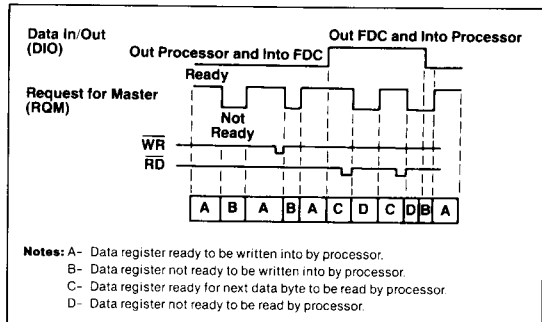 Data In/Out
(DIO)
Out Processor and Into FDC
Out FDC and Into Processor
Ready
Request for Master
(RQM)
Not
Ready
WR
RD
A B A B A C D C D B A
Notes: A- Data register ready to be written into by processor.
B- Data register not ready to be written into by processor.
C- Data register ready for next data byte to be read by processor.
D- Data register not ready to be read by processor.